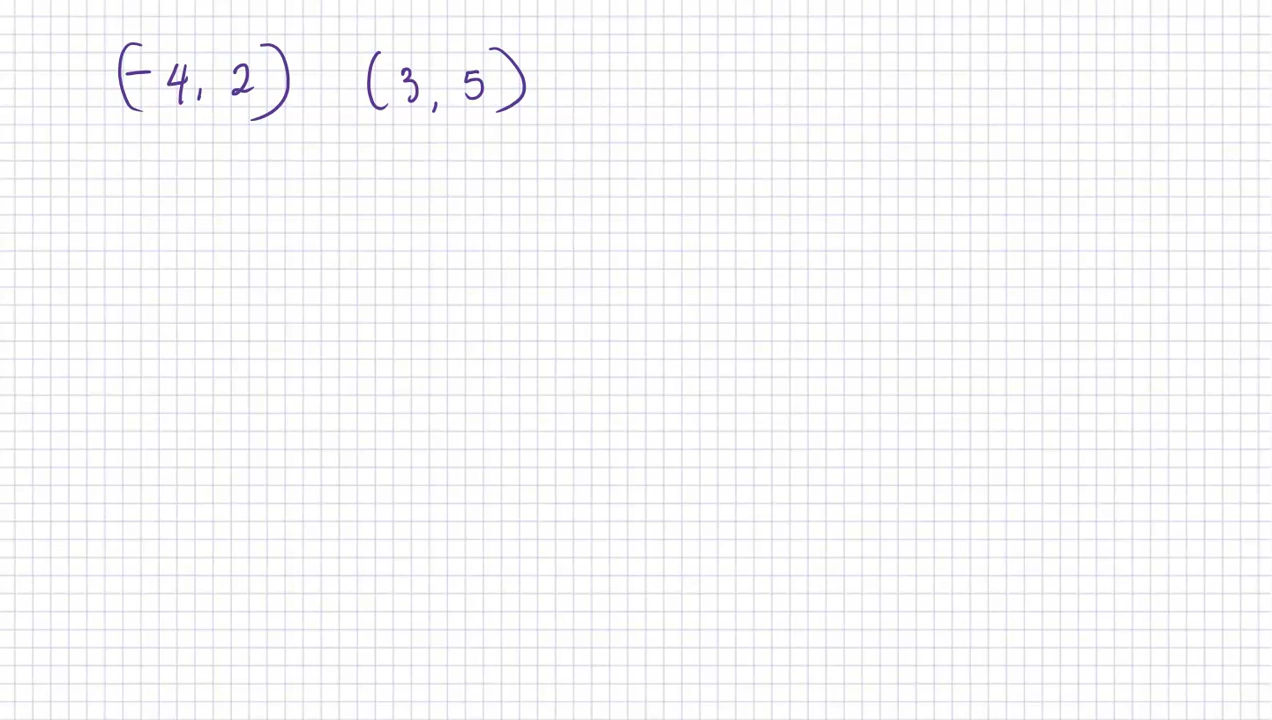 (-4, 2) (3, 5)